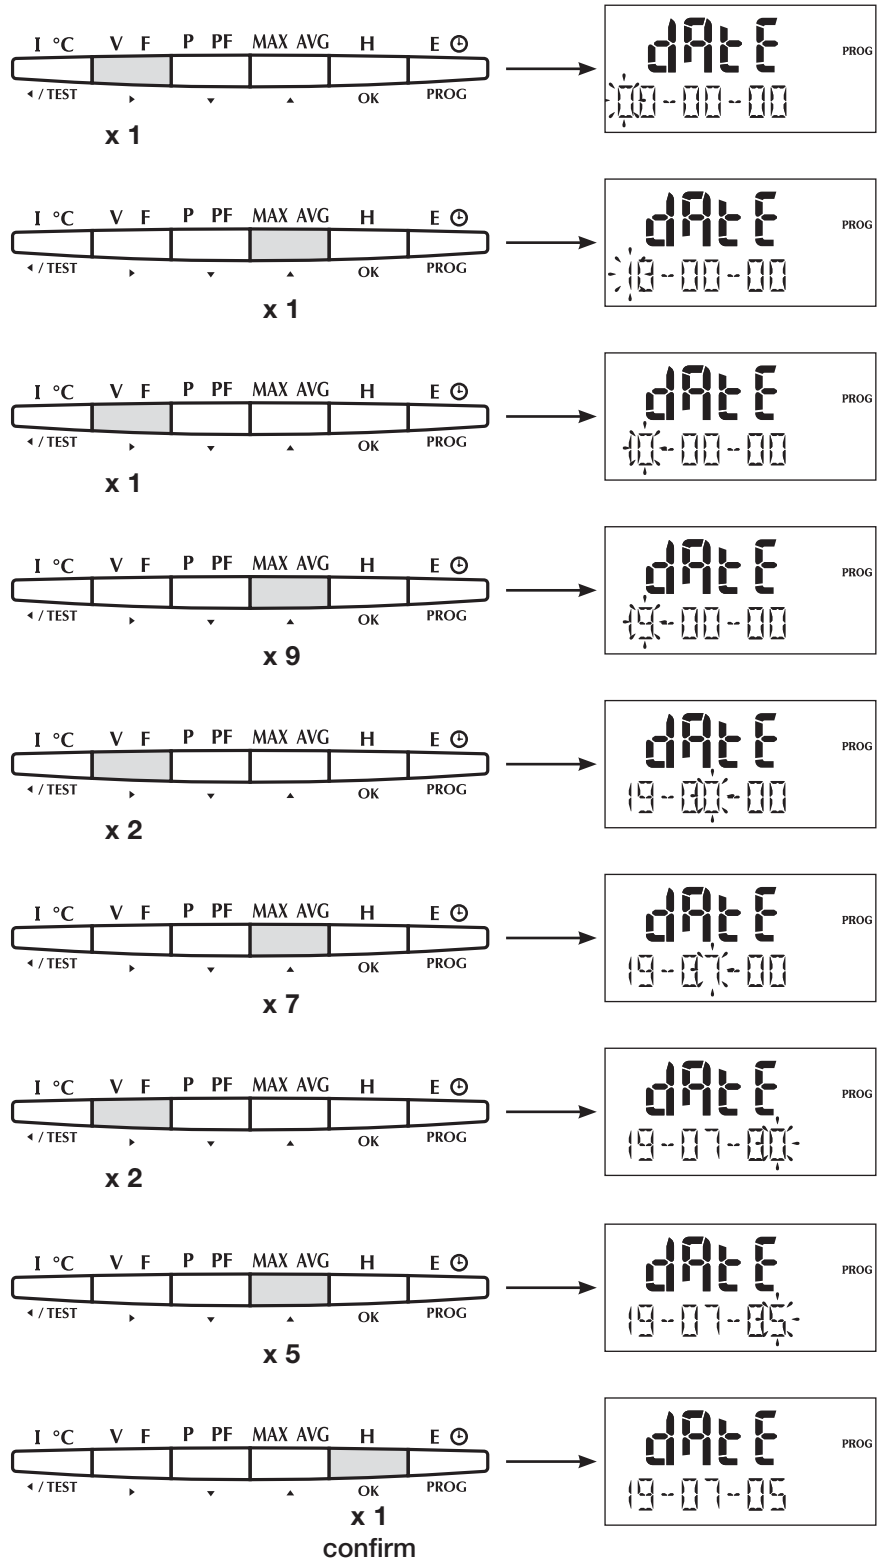 I °C V F P PF MAX AVG H E
dAtE PROG
/ TEST OK PROG
00-00-00
x 1
I °C V F P PF MAX AVG H E
dAtE PROG
/ TEST OK PROG
10-00-00
x 1
I °C V F P PF MAX AVG H E
dAtE PROG
/ TEST OK PROG
10-00-00
x 1
I °C V F P PF MAX AVG H E
dAtE PROG
/ TEST OK PROG
19-00-00
x 9
I °C V F P PF MAX AVG H E
dAtE PROG
/ TEST OK PROG
19-00-00
x 2
I °C V F P PF MAX AVG H E
dAtE PROG
/ TEST OK PROG
19-07-00
x 7
I °C V F P PF MAX AVG H E
dAtE PROG
/ TEST OK PROG
19-07-00
x 2
I °C V F P PF MAX AVG H E
dAtE PROG
/ TEST OK PROG
19-07-05
x 5
I °C V F P PF MAX AVG H E
dAtE PROG
/ TEST OK PROG
19-07-05
x 1
confirm